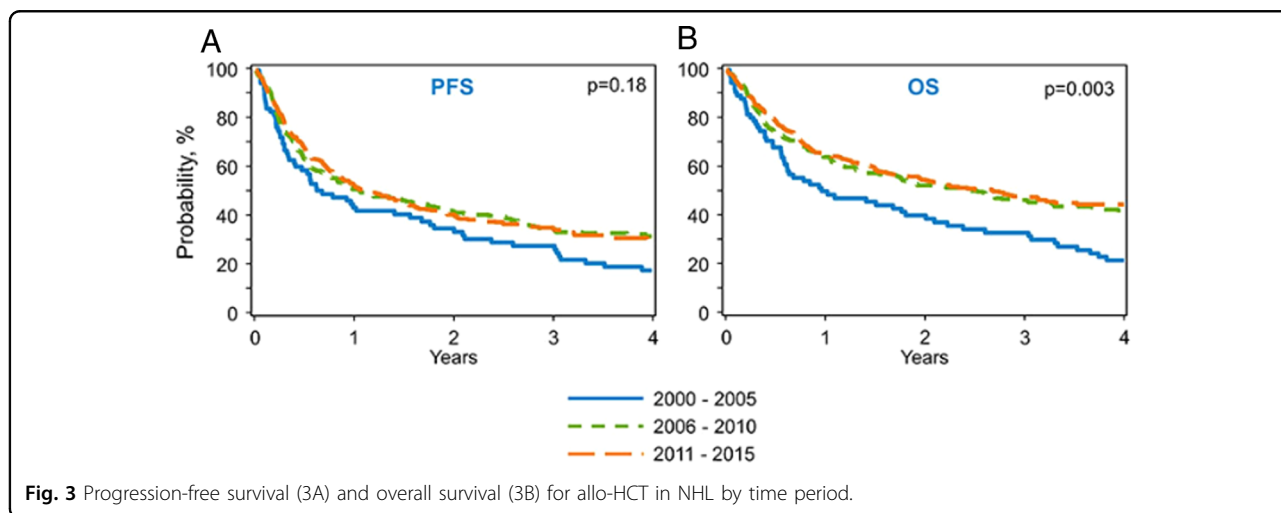 A
B
100
80
60
40
20
0
Probability, %
PFS
p=0.18
0 1 2 3 4
Years
100
80
60
40
20
0
OS
p=0.003
0 1 2 3 4
Years
2000 - 2005
2006 - 2010
2011 - 2015
Fig. 3 Progression-free survival (3A) and overall survival (3B) for allo-HCT in NHL by time period.